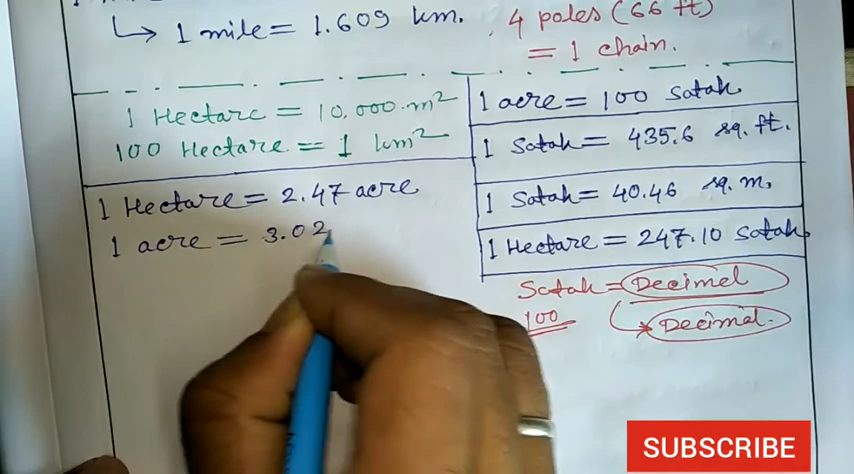 ↳ 1 mile = 1.609 km.
4 poles (66 ft)
= 1 chain.
1 Hectare = 10,000 m²
100 Hectare = 1 km²
1 Hectare = 2.47 acre
1 acre = 3.02
1 acre = 100 Satak
1 Satak = 435.6 sq. ft.
1 Satak = 40.46 sq. m.
1 Hectare = 247.10 Satak
Satak = Decimel
100
Decimal.
SUBSCRIBE